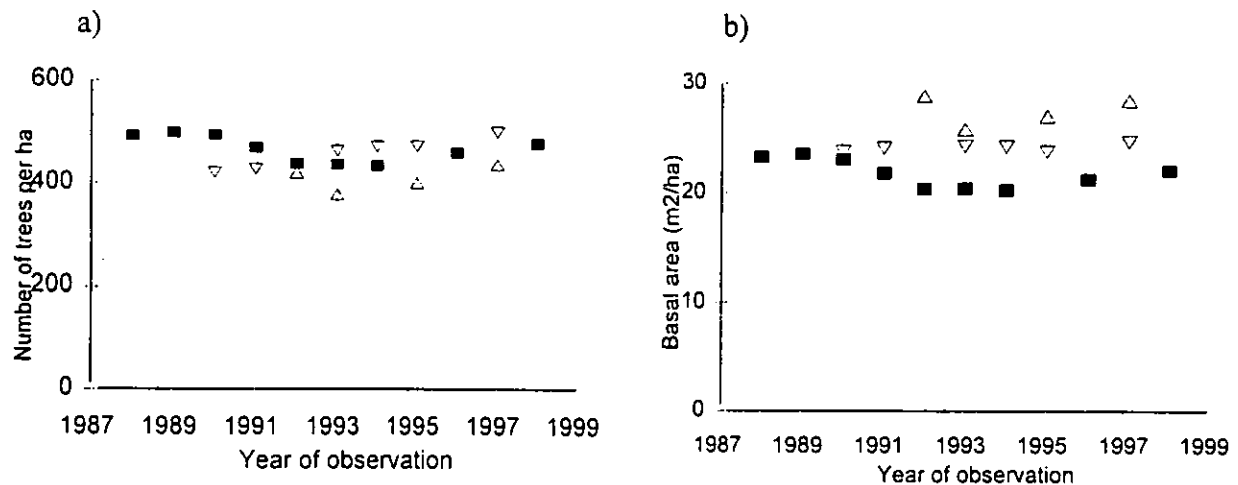 a)
600
400
200
0
Number of trees per ha
1987 1989 1991 1993 1995 1997 1999
Year of observation
b)
30
20
10
0
Basal area (m2/ha)
1987 1989 1991 1993 1995 1997 1999
Year of observation